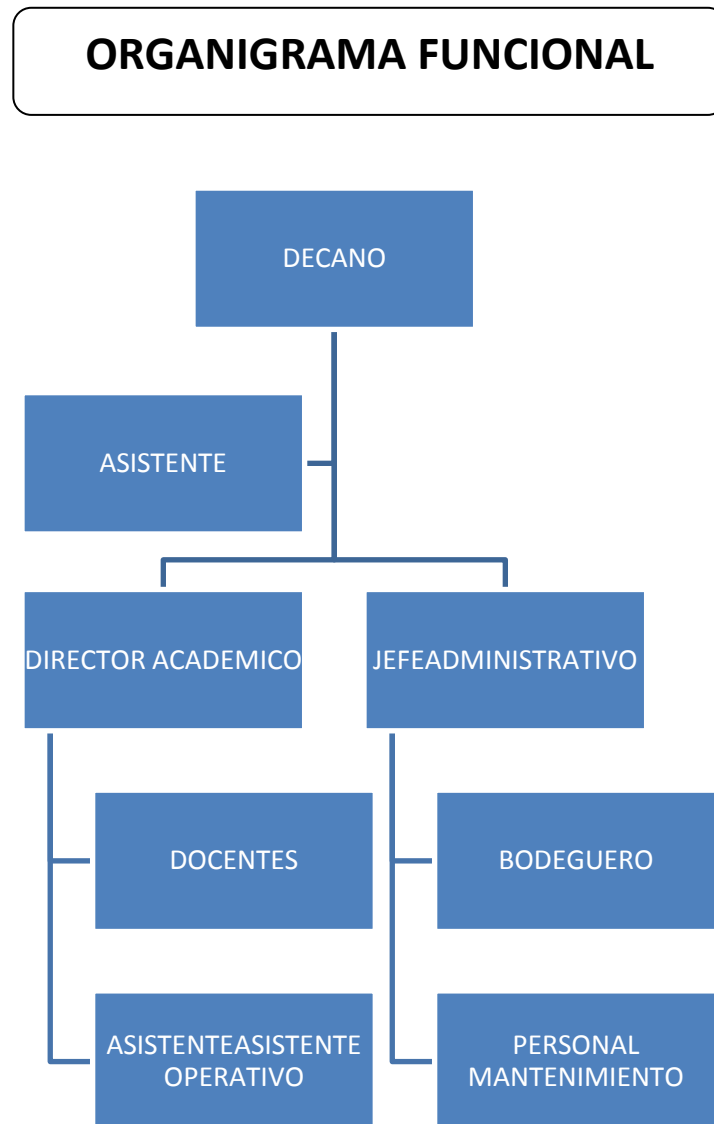 ORGANIGRAMA FUNCIONAL
DECANO
ASISTENTE
DIRECTOR ACADEMICO
JEFEADMINISTRATIVO
DOCENTES
BODEGUERO
ASISTENTEASISTENTE
OPERATIVO
PERSONAL
MANTENIMIENTO